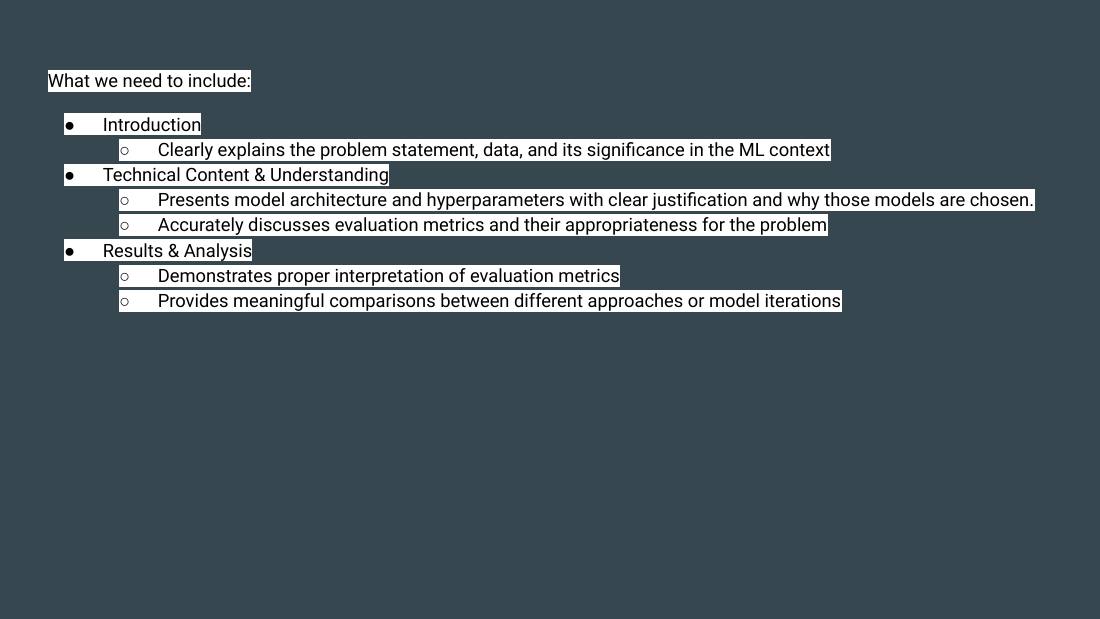 What we need to include:
● Introduction
○ Clearly explains the problem statement, data, and its significance in the ML context
● Technical Content & Understanding
○ Presents model architecture and hyperparameters with clear justification and why those models are chosen.
○ Accurately discusses evaluation metrics and their appropriateness for the problem
● Results & Analysis
○ Demonstrates proper interpretation of evaluation metrics
○ Provides meaningful comparisons between different approaches or model iterations